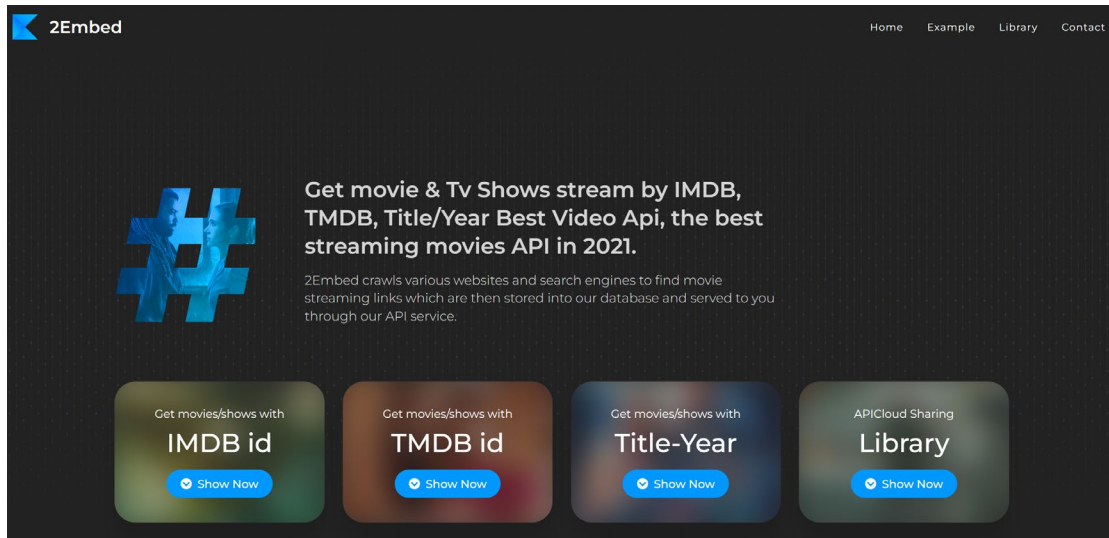 2Embed
Home Example Library Contact
Get movie & Tv Shows stream by IMDB,
TMDB, Title/Year Best Video Api, the best
streaming movies API in 2021.
2Embed crawls various websites and search engines to find movie
streaming links which are then stored into our database and served to you
through our API service.
Get movies/shows with
IMDB id
Show Now
Get movies/shows with
TMDB id
Show Now
Get movies/shows with
Title-Year
Show Now
APICloud Sharing
Library
Show Now